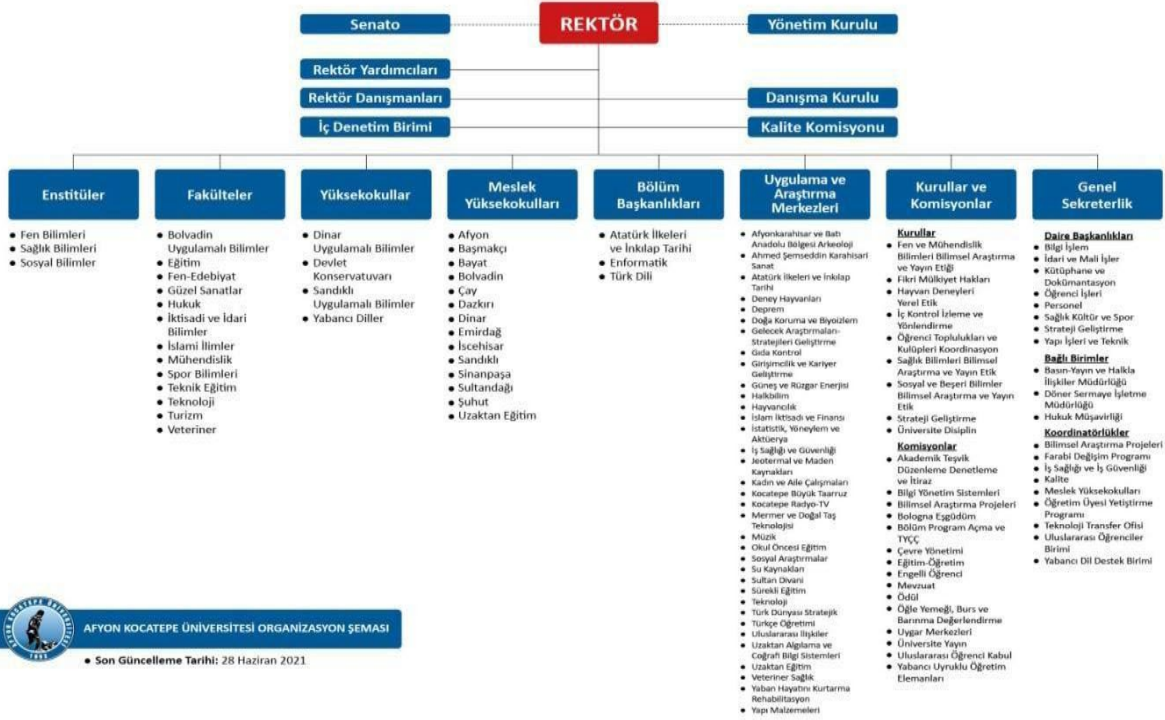 Senato
REKTÖR
Yönetim Kurulu
Rektör Yardımcıları
Rektör Danışmanları
Danışma Kurulu
İç Denetim Birimi
Kalite Komisyonu
Enstitüler
• Fen Bilimleri
• Sağlık Bilimleri
• Sosyal Bilimler
Fakülteler
• Bolvadin
Uygulamalı Bilimler
• Eğitim
• Fen-Edebiyat
• Güzel Sanatlar
• Hukuk
• İktisadi ve İdari
Bilimler
• İslami İlimler
• Mühendislik
• Spor Bilimleri
• Teknik Eğitim
• Teknoloji
• Turizm
• Veteriner
Yüksekokullar
• Dinar
Uygulamalı Bilimler
• Devlet
Konservatuvarı
• Sandıklı
Uygulamalı Bilimler
• Yabancı Diller
Meslek
Yüksekokulları
• Afyon
• Başmakçı
• Bayat
• Bolvadin
• Çay
• Dazkırı
• Dinar
• Emirdağ
• İscehisar
• Sandıklı
• Sinanpaşa
• Sultandağı
• Şuhut
• Uzaktan Eğitim
Bölüm
Başkanlıkları
• Atatürk İlkeleri
ve İnkılap Tarihi
• Enformatik
• Türk Dili
Uygulama ve
Araştırma
Merkezleri
• Afyonkarahisar ve Batı
Anadolu Bölgesi Arkeoloji
• Ahmed Şemseddin Karahisari
Sanat
• Atatürk İlkeleri ve İnkılap
Tarihi
• Deney Hayvanları
• Deprem
• Doğa Koruma ve Biyoizlem
• Gelecek Araştırmaları-
Stratejileri Geliştirme
• Gıda Kontrol
• Girişimcilik ve Kariyer
Geliştirme
• Güneş ve Rüzgar Enerjisi
• Halkbilim
• Hayvancılık
• İslam İktisadı ve Finansı
• İstatistik, Yöneylem ve
Aktüerya
• İş Sağlığı ve Güvenliği
• Jeotermal ve Maden
Kaynakları
• Kadın ve Aile Çalışmaları
• Kocatepe Büyük Taarruz
• Kocatepe Radyo-TV
• Mermer ve Doğal Taş
Teknolojisi
• Müzik
• Okul Öncesi Eğitim
• Sosyal Araştırmalar
• Su Kaynakları
• Sultan Divani
• Sürekli Eğitim
• Teknoloji
• Türk Dünyası Stratejik
• Türkçe Öğretimi
• Uluslararası İlişkiler
• Uzaktan Algılama ve
Coğrafi Bilgi Sistemleri
• Uzaktan Eğitim
• Veteriner Sağlık
• Yaban Hayatını Kurtarma
Rehabilitasyon
• Yapı Malzemeleri
Kurullar ve
Komisyonlar
Kurullar
• Fen ve Mühendislik
Bilimleri Bilimsel Araştırma
ve Yayın Etiği
• Fikri Mülkiyet Hakları
• Hayvan Deneyleri
Yerel Etik
• İç Kontrol İzleme ve
Yönlendirme
• Öğrenci Toplulukları ve
Kulüpleri Koordinasyon
• Sağlık Bilimleri Bilimsel
Araştırma ve Yayın Etik
• Sosyal ve Beşeri Bilimler
Bilimsel Araştırma ve Yayın
Etik
• Strateji Geliştirme
• Üniversite Disiplin
Komisyonlar
• Akademik Teşvik
Düzenleme Denetleme
ve İtiraz
• Bilgi Yönetim Sistemleri
• Bilimsel Araştırma Projeleri
• Bologna Eşgüdüm
• Bölüm Program Açma ve
TYÇÇ
• Çevre Yönetimi
• Eğitim-Öğretim
• Engelli Öğrenci
• Mevzuat
• Ödül
• Öğle Yemeği, Burs ve
Barınma Değerlendirme
• Uygar Merkezleri
• Üniversite Yayın
• Uluslararası Öğrenci Kabul
• Yabancı Uyruklu Öğretim
Elemanları
Genel
Sekreterlik
Daire Başkanlıkları
• Bilgi İşlem
• İdari ve Mali İşler
• Kütüphane ve
Dokümantasyon
• Öğrenci İşleri
• Personel
• Sağlık Kültür ve Spor
• Strateji Geliştirme
• Yapı İşleri ve Teknik
Bağlı Birimler
• Basın-Yayın ve Halkla
İlişkiler Müdürlüğü
• Döner Sermaye İşletme
Müdürlüğü
• Hukuk Müşavirliği
Koordinatörlükler
• Bilimsel Araştırma Projeleri
• Farabi Değişim Programı
• İş Sağlığı ve İş Güvenliği
• Kalite
• Meslek Yüksekokulları
• Öğretim Üyesi Yetiştirme
Programı
• Teknoloji Transfer Ofisi
• Uluslararası Öğrenciler
Birimi
• Yabancı Dil Destek Birimi
AFYON KOCATEPE ÜNİVERSİTESİ
1992
AFYON KOCATEPE ÜNİVERSİTESİ ORGANİZASYON ŞEMASI
• Son Güncelleme Tarihi: 28 Haziran 2021